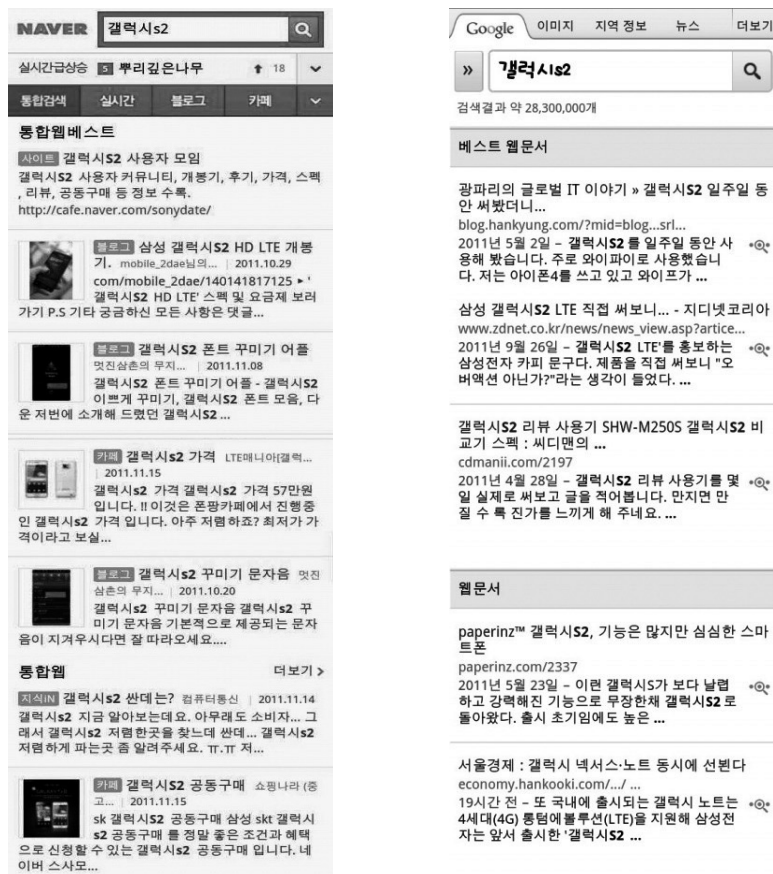 NAVER 갤럭시s2
실시간급상승 5 뿌리깊은나무 18
통합검색 실시간 블로그 카페
통합웹베스트
사이트 갤럭시S2 사용자 모임
갤럭시S2 사용자 커뮤니티, 개봉기, 후기, 가격, 스펙
, 리뷰, 공동구매 등 정보 수록.
http://cafe.naver.com/sonydate/
블로그 삼성 갤럭시S2 HD LTE 개봉
기. mobile_2dae님의... | 2011.10.29
com/mobile_2dae/140141817125 ▸ '
갤럭시S2 HD LTE' 스펙 및 요금제 보러
가기 P.S 기타 궁금하신 모든 사항은 댓글...
블로그 갤럭시S2 폰트 꾸미기 어플
멋진삼촌의 무지... | 2011.11.08
갤럭시S2 폰트 꾸미기 어플 - 갤럭시S2
이쁘게 꾸미기, 갤럭시S2 폰트 모음, 다
운 저번에 소개해 드렸던 갤럭시S2 ...
카페 갤럭시s2 가격 LTE매니아[갤럭...
| 2011.11.15
갤럭시s2 가격 갤럭시s2 가격 57만원
입니다. !! 이것은 폰팡카페에서 진행중
인 갤럭시s2 가격 입니다. 아주 저렴하죠? 최저가 가
격이라고 보실...
블로그 갤럭시s2 꾸미기 문자음 멋진
삼촌의 무지... | 2011.10.20
갤럭시s2 꾸미기 문자음 갤럭시s2 꾸
미기 문자음 기본적으로 제공되는 문자
음이 지겨우시다면 잘 따라오세요....
통합웹 더보기 >
지식iN 갤럭시s2 싼데는? 컴퓨터통신 | 2011.11.14
갤럭시s2 지금 알아보는데요. 아무래도 소비자... 그
래서 갤럭시s2 저렴한곳을 찾느데 싼데... 갤럭시s2
저렴하게 파는곳 좀 알려주세요. ㅠ.ㅠ 저...
카페 갤럭시S2 공동구매 쇼핑나라 (중
고... | 2011.11.15
sk 갤럭시S2 공동구매 삼성 skt 갤럭시
s2 공동구매 를 정말 좋은 조건과 혜택
으로 신청할 수 있는 갤럭시s2 공동구매 입니다. 네
이버 스사모...
Google 이미지 지역 정보 뉴스 더보기
» 갤럭시s2
검색결과 약 28,300,000개
베스트 웹문서
광파리의 글로벌 IT 이야기 » 갤럭시S2 일주일 동
안 써봤더니...
blog.hankyung.com/?mid=blog...srl...
2011년 5월 2일 – 갤럭시S2 를 일주일 동안 사
용해 봤습니다. 주로 와이파이로 사용했습니
다. 저는 아이폰4를 쓰고 있고 와이프가 ...
삼성 갤럭시S2 LTE 직접 써보니... - 지디넷코리아
www.zdnet.co.kr/news/news_view.asp?artice...
2011년 9월 26일 – 갤럭시S2 LTE'를 홍보하는
삼성전자 카피 문구다. 제품을 직접 써보니 "오
버액션 아닌가?"라는 생각이 들었다. ...
갤럭시S2 리뷰 사용기 SHW-M250S 갤럭시S2 비
교기 스펙 : 씨디맨의 ...
cdmanii.com/2197
2011년 4월 28일 – 갤럭시S2 리뷰 사용기를 몇
일 실제로 써보고 글을 적어봅니다. 만지면 만
질 수 록 진가를 느끼게 해 주네요. ...
웹문서
paperinz™ 갤럭시S2, 기능은 많지만 심심한 스마
트폰
paperinz.com/2337
2011년 5월 23일 – 이런 갤럭시S가 보다 날렵
하고 강력해진 기능으로 무장한채 갤럭시S2 로
돌아왔다. 출시 초기임에도 높은 ...
서울경제 : 갤럭시 넥서스·노트 동시에 선뵌다
economy.hankooki.com/.../ ...
19시간 전 – 또 국내에 출시되는 갤럭시 노트는
4세대(4G) 롱텀에볼루션(LTE)을 지원해 삼성전
자는 앞서 출시한 '갤럭시S2 ...